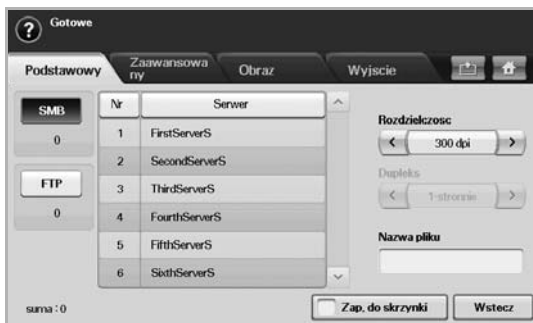 Gotowe
Podstawowy
Zaawansowa
ny
Obraz
Wyjscie
SMB
0
FTP
0
Nr Serwer
1 FirstServerS
2 SecondServerS
3 ThirdServerS
4 FourthServerS
5 FifthServerS
6 SixthServerS
Rozdzielczosc
300 dpi
Dupleks
1-stronnie
Nazwa pliku
suma : 0
Zap, do skrzynki
Wstecz